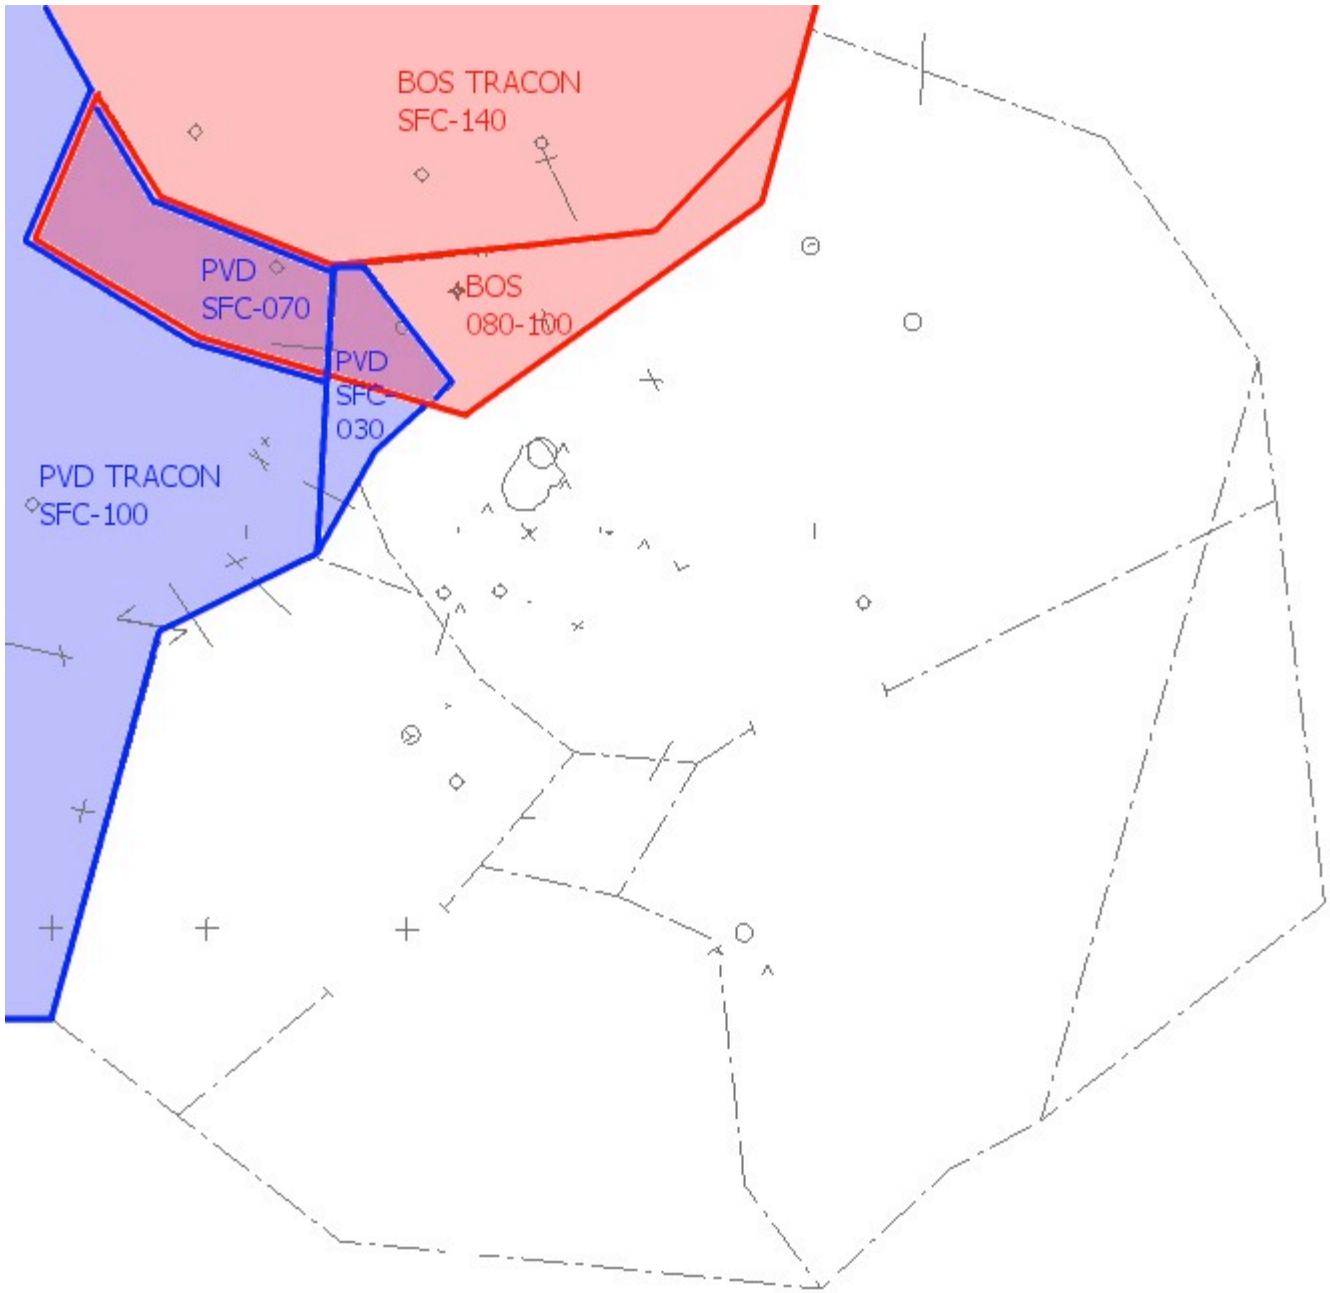 BOS TRACON
SFC-140
PVD
SFC-070
BOS
080-100
PVD
SFC-
030
PVD TRACON
SFC-100